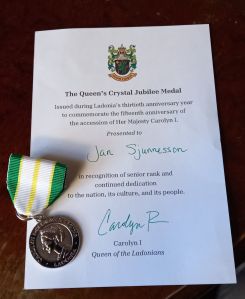 The Queen's Crystal Jubilee Medal
Issued during Ladonia's thirtieth anniversary year
to commemorate the fifteenth anniversary of
the accession of Her Majesty Carolyn I.
Presented to
Jan Sjunnesson
in recognition of senior rank and
continued dedication
to the nation, its culture, and its people.
Carolyn R
Carolyn I
Queen of the Ladonians